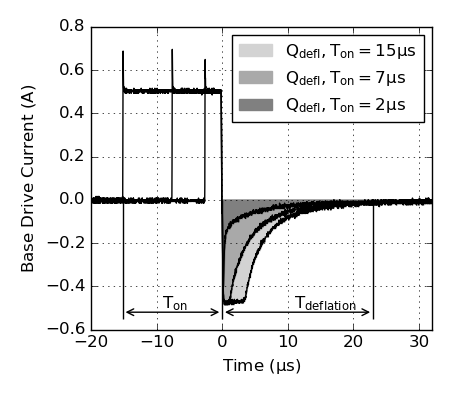 0.8
0.6
0.4
0.2
0.0
−0.2
−0.4
−0.6
Base Drive Current (A)
Q_defl, T_on = 15µs
Q_defl, T_on = 7µs
Q_defl, T_on = 2µs
T_on
T_deflation
−20 −10 0 10 20 30
Time (µs)